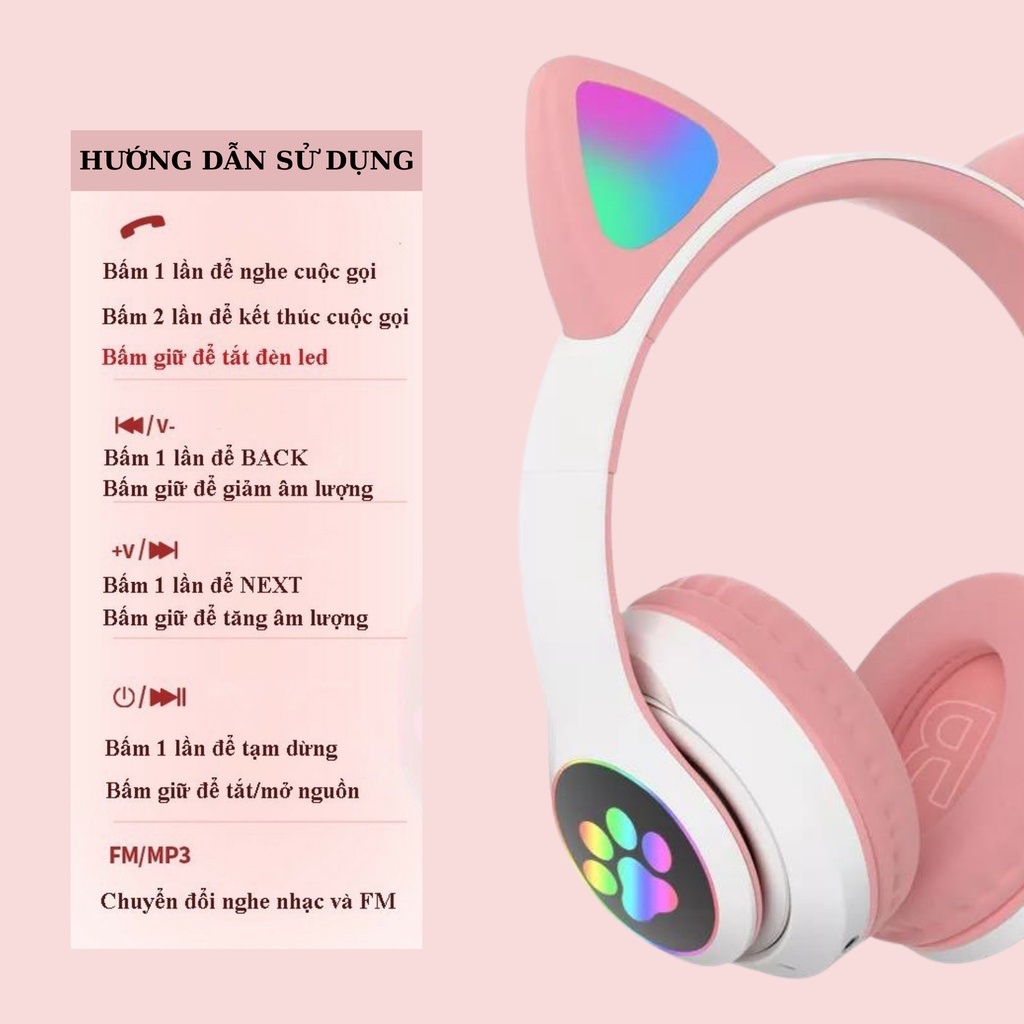 HƯỚNG DẪN SỬ DỤNG
Bấm 1 lần để nghe cuộc gọi
Bấm 2 lần để kết thúc cuộc gọi
Bấm giữ để tắt đèn led
/V-
Bấm 1 lần để BACK
Bấm giữ để giảm âm lượng
+V/
Bấm 1 lần để NEXT
Bấm giữ để tăng âm lượng
/
Bấm 1 lần để tạm dừng
Bấm giữ để tắt/mở nguồn
FM/MP3
Chuyển đổi nghe nhạc và FM
R